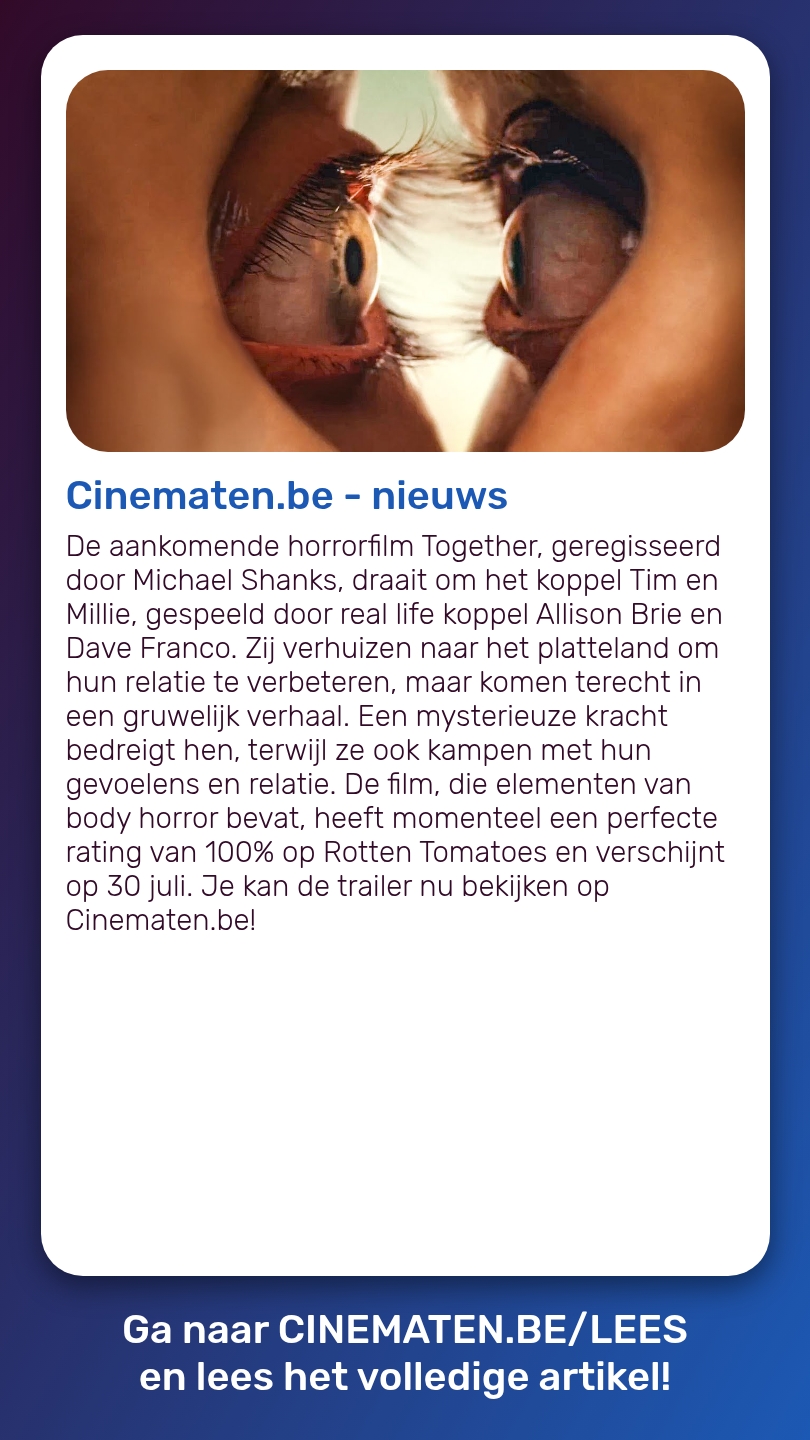 Cinematen.be - nieuws
De aankomende horrorfilm Together, geregisseerd
door Michael Shanks, draait om het koppel Tim en
Millie, gespeeld door real life koppel Allison Brie en
Dave Franco. Zij verhuizen naar het platteland om
hun relatie te verbeteren, maar komen terecht in
een gruwelijk verhaal. Een mysterieuze kracht
bedreigt hen, terwijl ze ook kampen met hun
gevoelens en relatie. De film, die elementen van
body horror bevat, heeft momenteel een perfecte
rating van 100% op Rotten Tomatoes en verschijnt
op 30 juli. Je kan de trailer nu bekijken op
Cinematen.be!
Ga naar CINEMATEN.BE/LEES
en lees het volledige artikel!